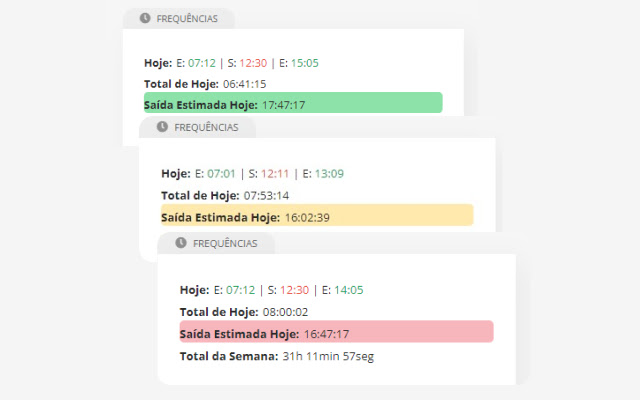 FREQUÊNCIAS
Hoje: E: 07:12 | S: 12:30 | E: 15:05
Total de Hoje: 06:41:15
Saída Estimada Hoje: 17:47:17
FREQUÊNCIAS
Hoje: E: 07:01 | S: 12:11 | E: 13:09
Total de Hoje: 07:53:14
Saída Estimada Hoje: 16:02:39
FREQUÊNCIAS
Hoje: E: 07:12 | S: 12:30 | E: 14:05
Total de Hoje: 08:00:02
Saída Estimada Hoje: 16:47:17
Total da Semana: 31h 11min 57seg